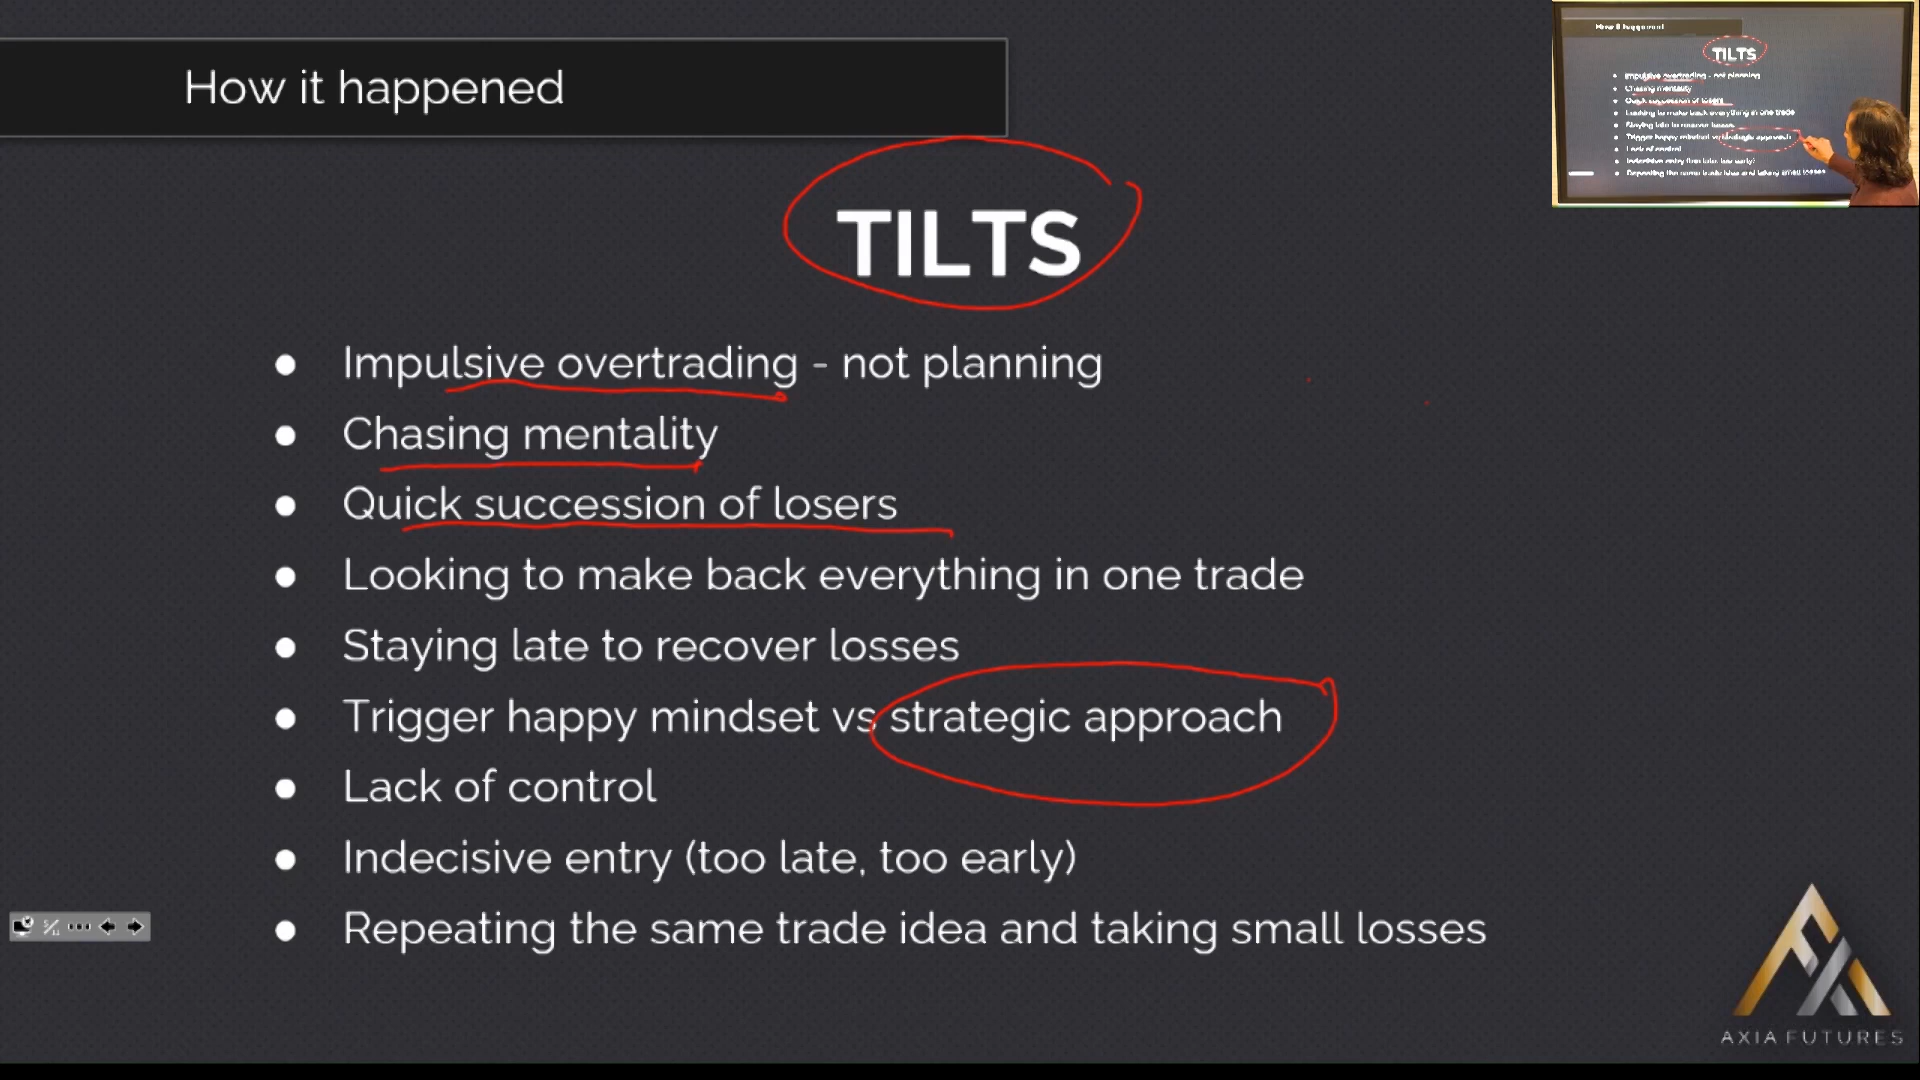 How it happened
TILTS
Impulsive overtrading - not planning
Chasing mentality
Quick succession of losers
Looking to make back everything in one trade
Staying late to recover losses
Trigger happy mindset vs strategic approach
Lack of control
Indecisive entry (too late, too early)
Repeating the same trade idea and taking small losses
AXIA FUTURES
TILTS